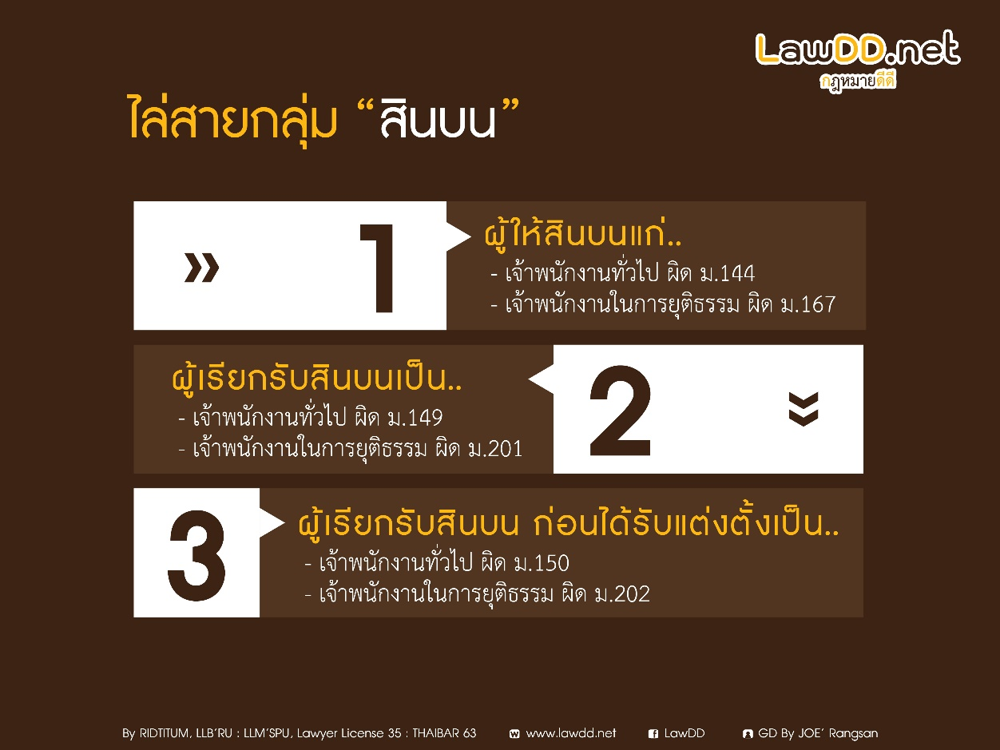 LawDD.net
กฎหมายดีดี
ไล่สายกลุ่ม “สินบน”
» 1
ผู้ให้สินบนแก่..
- เจ้าพนักงานทั่วไป ผิด ม.144
- เจ้าพนักงานในการยุติธรรม ผิด ม.167
ผู้เรียกรับสินบนเป็น..
- เจ้าพนักงานทั่วไป ผิด ม.149
- เจ้าพนักงานในการยุติธรรม ผิด ม.201
2
3
ผู้เรียกรับสินบน ก่อนได้รับแต่งตั้งเป็น..
- เจ้าพนักงานทั่วไป ผิด ม.150
- เจ้าพนักงานในการยุติธรรม ผิด ม.202
By RIDTITUM, LLB’RU : LLM’SPU, Lawyer License 35 : THAIBAR 63 www.lawdd.net LawDD GD By JOE’ Rangsan